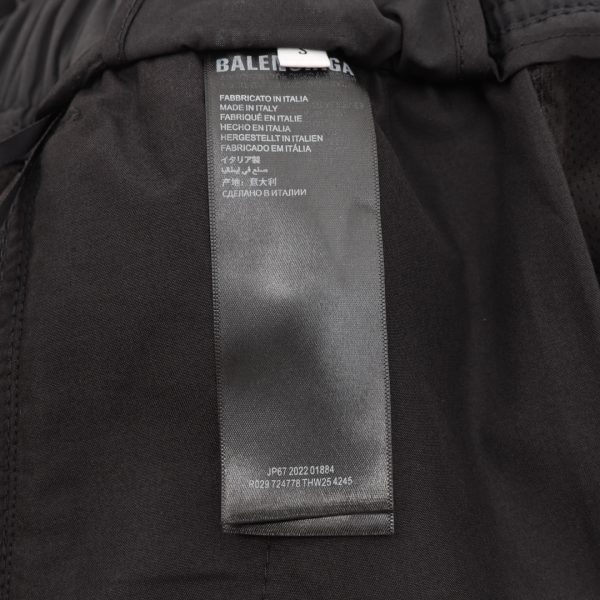 S
BALENCIAGA
FABBRICATO IN ITALIA
MADE IN ITALY
FABRIQUÉ EN ITALIE
HECHO EN ITALIA
HERGESTELLT IN ITALIEN
FABRICADO EM ITÁLIA
イタリア製
صنع في إيطاليا
产地：意大利
СДЕЛАНО В ИТАЛИИ
JP67 2022 01884
R029 724778 THW25 4245